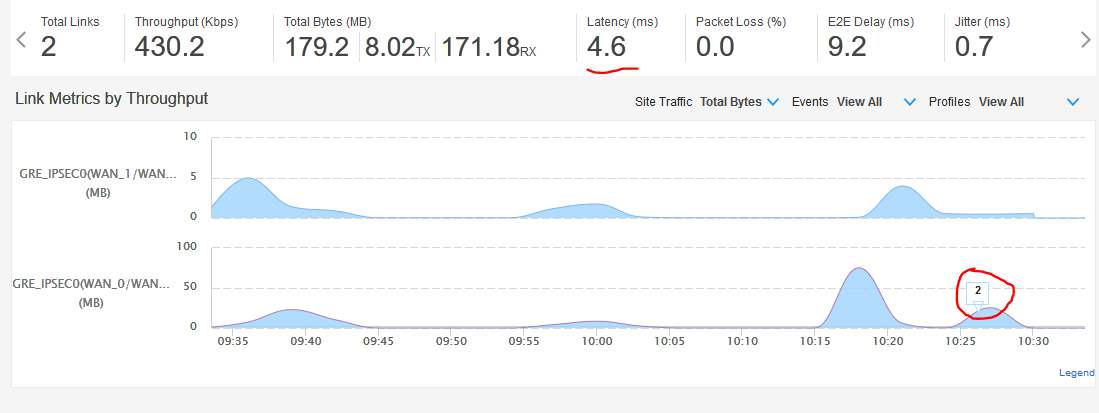 Total Links
2
Throughput (Kbps)
430.2
Total Bytes (MB)
179.2 8.02TX 171.18RX
Latency (ms)
4.6
Packet Loss (%)
0.0
E2E Delay (ms)
9.2
Jitter (ms)
0.7
Link Metrics by Throughput
Site Traffic Total Bytes Events View All Profiles View All
10
GRE_IPSEC0(WAN_1/WAN...
(MB)
5
0
100
GRE_IPSEC0(WAN_0/WAN...
(MB)
50
2
0
09:35 09:40 09:45 09:50 09:55 10:00 10:05 10:10 10:15 10:20 10:25 10:30
Legend